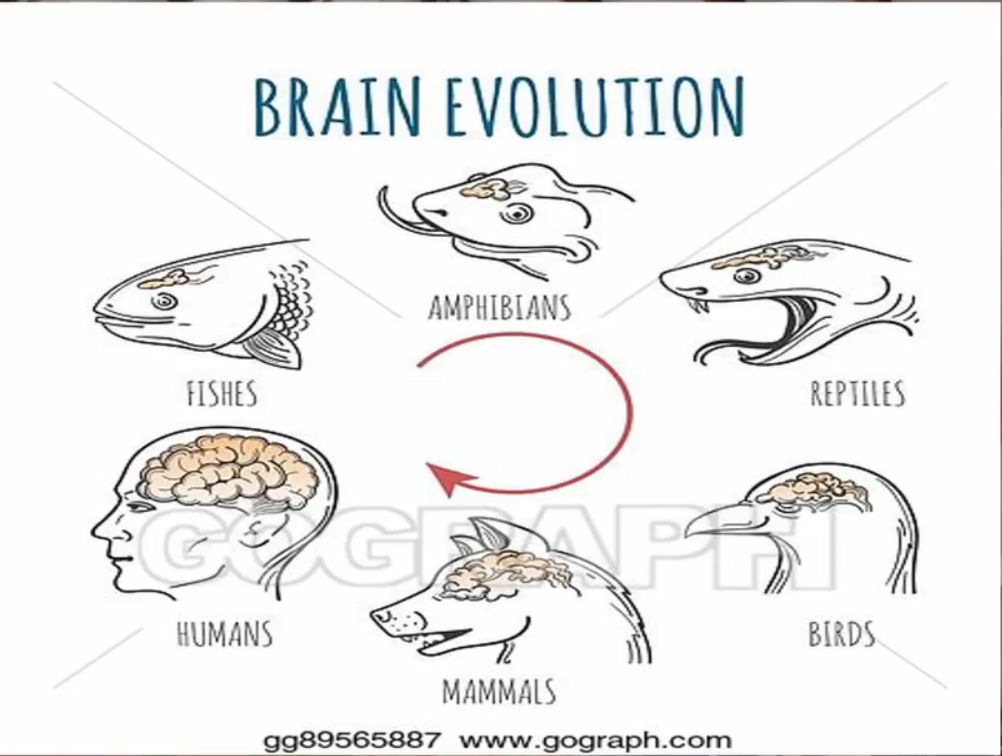 BRAIN EVOLUTION
AMPHIBIANS
FISHES
REPTILES
GOGRAPH
HUMANS
BIRDS
MAMMALS
gg89565887 www.gograph.com